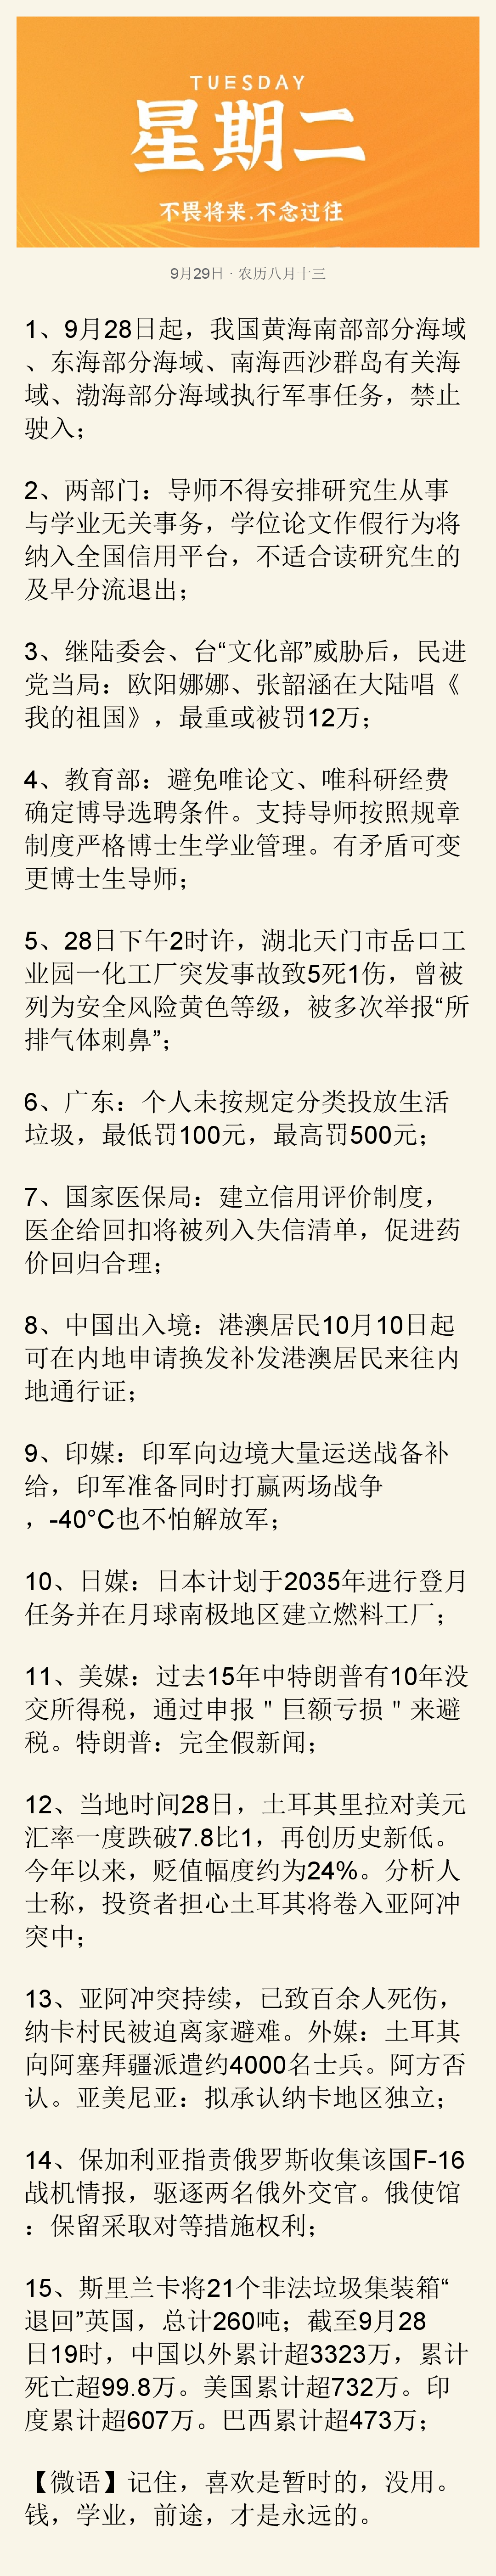 TUESDAY
星期二
不畏将来.不念过往
9月29日 · 农历八月十三
1、9月28日起，我国黄海南部部分海域
、东海部分海域、南海西沙群岛有关海
域、渤海部分海域执行军事任务，禁止
驶入；
2、两部门：导师不得安排研究生从事
与学业无关事务，学位论文作假行为将
纳入全国信用平台，不适合读研究生的
及早分流退出；
3、继陆委会、台“文化部”威胁后，民进
党当局：欧阳娜娜、张韶涵在大陆唱《
我的祖国》，最重或被罚12万；
4、教育部：避免唯论文、唯科研经费
确定博导选聘条件。支持导师按照规章
制度严格博士生学业管理。有矛盾可变
更博士生导师；
5、28日下午2时许，湖北天门市岳口工
业园一化工厂突发事故致5死1伤，曾被
列为安全风险黄色等级，被多次举报“所
排气体刺鼻”；
6、广东：个人未按规定分类投放生活
垃圾，最低罚100元，最高罚500元；
7、国家医保局：建立信用评价制度，
医企给回扣将被列入失信清单，促进药
价回归合理；
8、中国出入境：港澳居民10月10日起
可在内地申请换发补发港澳居民来往内
地通行证；
9、印媒：印军向边境大量运送战备补
给，印军准备同时打赢两场战争
，-40°C也不怕解放军；
10、日媒：日本计划于2035年进行登月
任务并在月球南极地区建立燃料工厂；
11、美媒：过去15年中特朗普有10年没
交所得税，通过申报＂巨额亏损＂来避
税。特朗普：完全假新闻；
12、当地时间28日，土耳其里拉对美元
汇率一度跌破7.8比1，再创历史新低。
今年以来，贬值幅度约为24%。分析人
士称，投资者担心土耳其将卷入亚阿冲
突中；
13、亚阿冲突持续，已致百余人死伤，
纳卡村民被迫离家避难。外媒：土耳其
向阿塞拜疆派遣约4000名士兵。阿方否
认。亚美尼亚：拟承认纳卡地区独立；
14、保加利亚指责俄罗斯收集该国F-16
战机情报，驱逐两名俄外交官。俄使馆
：保留采取对等措施权利；
15、斯里兰卡将21个非法垃圾集装箱“
退回”英国，总计260吨；截至9月28
日19时，中国以外累计超3323万，累计
死亡超99.8万。美国累计超732万。印
度累计超607万。巴西累计超473万；
【微语】记住，喜欢是暂时的，没用。
钱，学业，前途，才是永远的。